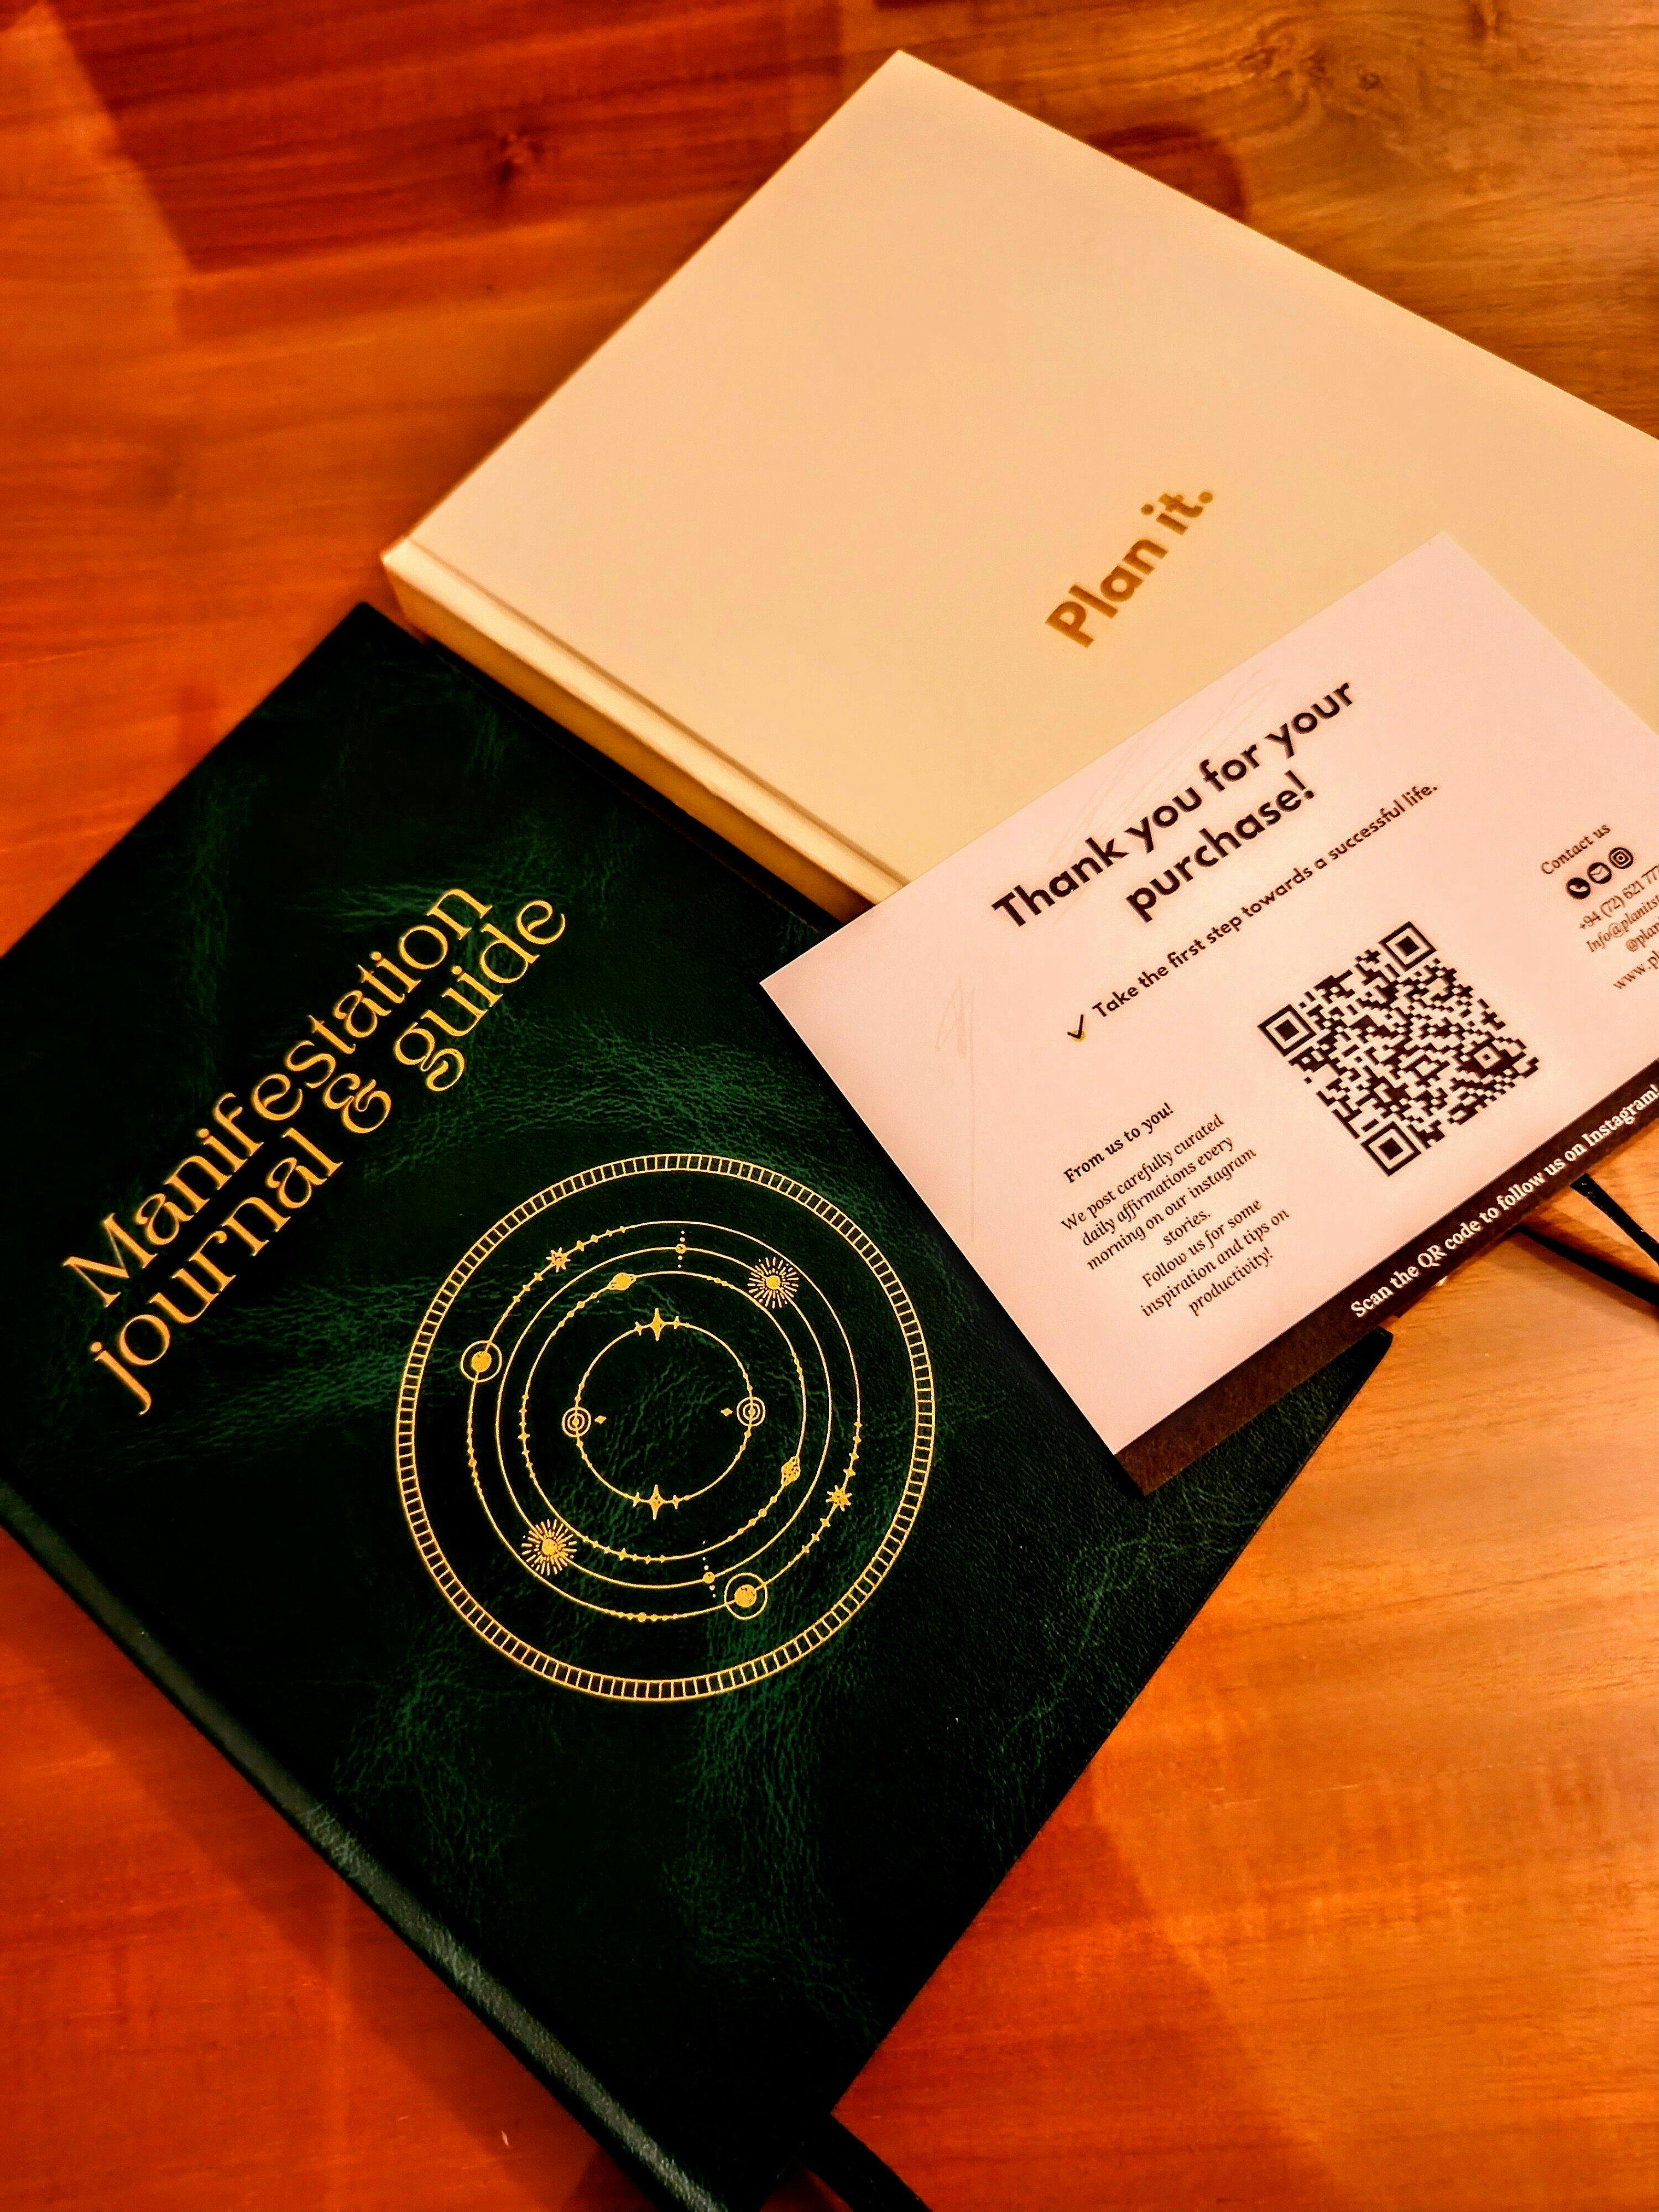 Plan it.
Thank you for your
purchase!
Take the first step towards a successful life.
Contact us
+94 (72) 621
From us to you!
We post carefully curated
daily affirmations every
morning on our instagram
stories.
Follow us for some
inspiration and tips on
productivity!
Scan the QR code to follow us on Instagram!
Manifestation
journal & guide